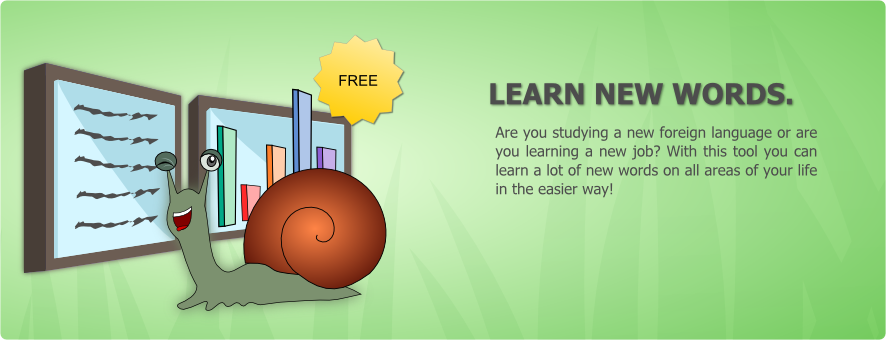 FREE
LEARN NEW WORDS.
Are you studying a new foreign language or are
you learning a new job? With this tool you can
learn a lot of new words on all areas of your life
in the easier way!